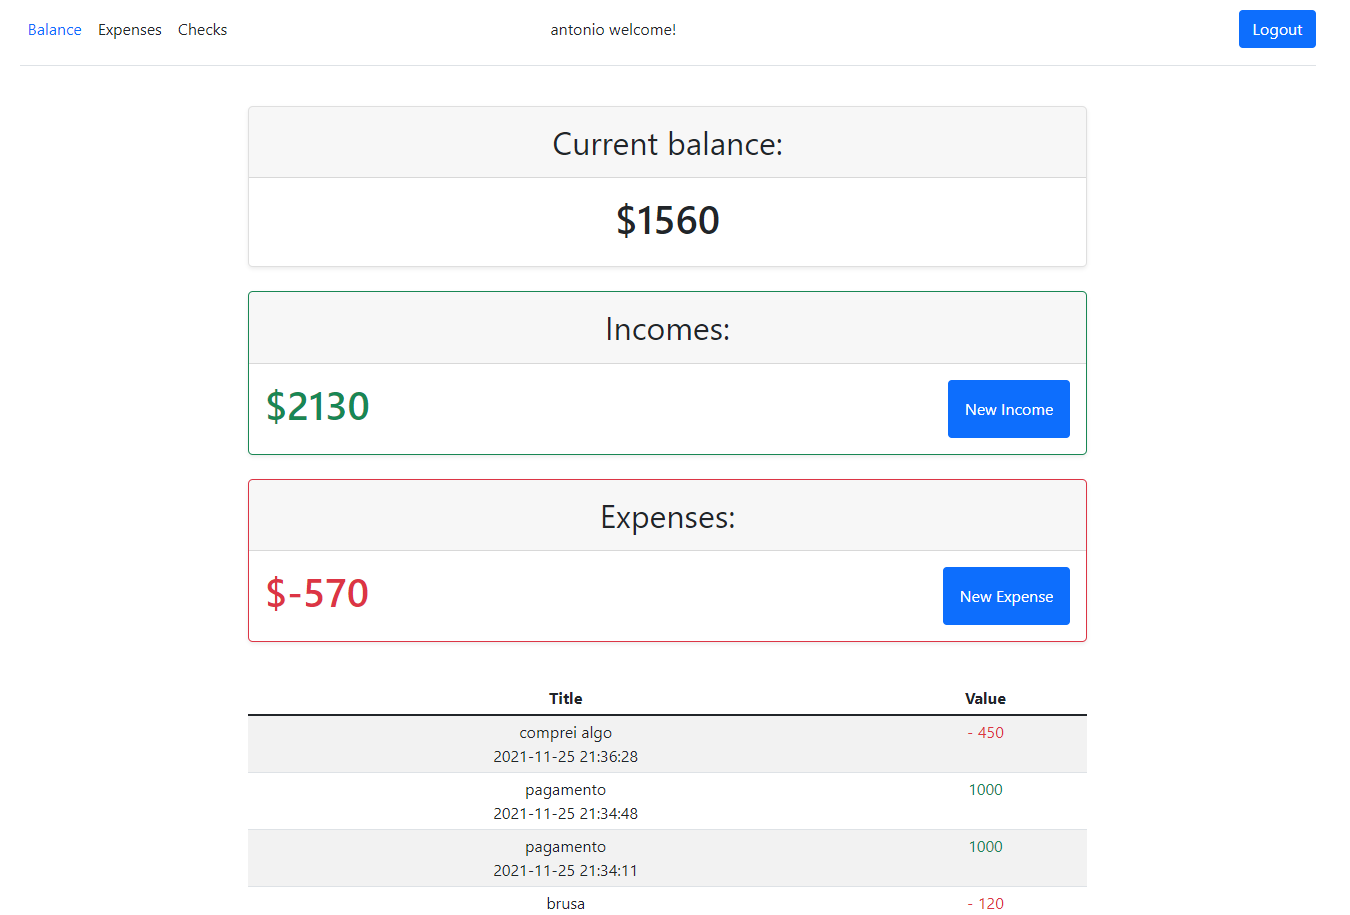 Balance Expenses Checks antonio welcome! Logout
Current balance:
$1560
Incomes:
$2130 New Income
Expenses:
$-570 New Expense
Title Value
comprei algo - 450
2021-11-25 21:36:28
pagamento 1000
2021-11-25 21:34:48
pagamento 1000
2021-11-25 21:34:11
brusa - 120